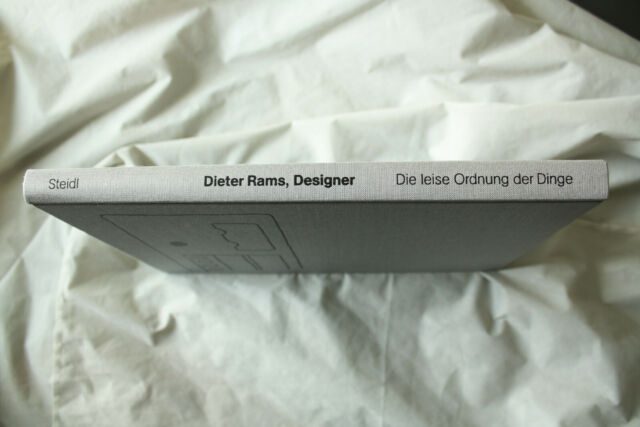 Steidl Dieter Rams, Designer Die leise Ordnung der Dinge